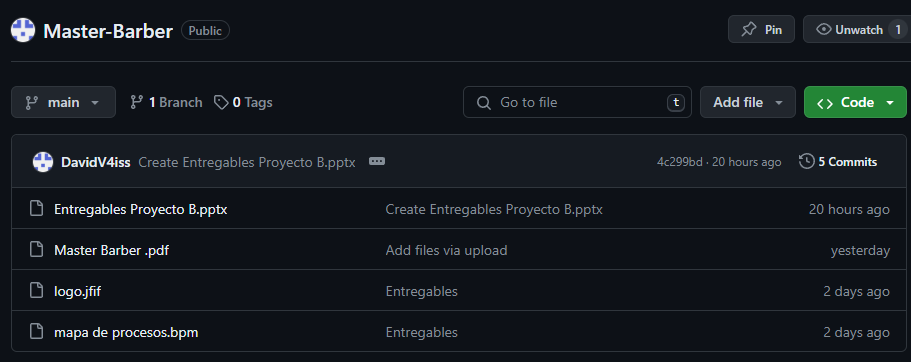 Master-Barber Public Pin Unwatch 1
main 1 Branch 0 Tags Go to file t Add file Code
DavidV4iss Create Entregables Proyecto B.pptx 4c299bd · 20 hours ago 5 Commits
Entregables Proyecto B.pptx Create Entregables Proyecto B.pptx 20 hours ago
Master Barber .pdf Add files via upload yesterday
logo.jfif Entregables 2 days ago
mapa de procesos.bpm Entregables 2 days ago